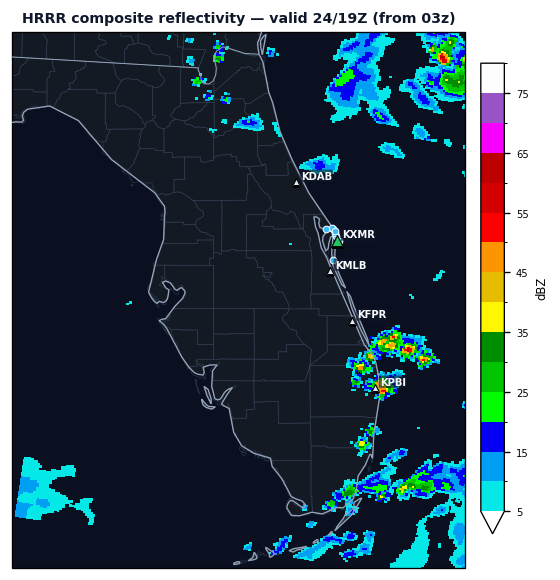 HRRR composite reflectivity — valid 24/19Z (from 03z)
KDAB
KXMR
KMLB
KFPR
KPBI
75
65
55
45
35
25
15
5
dBZ